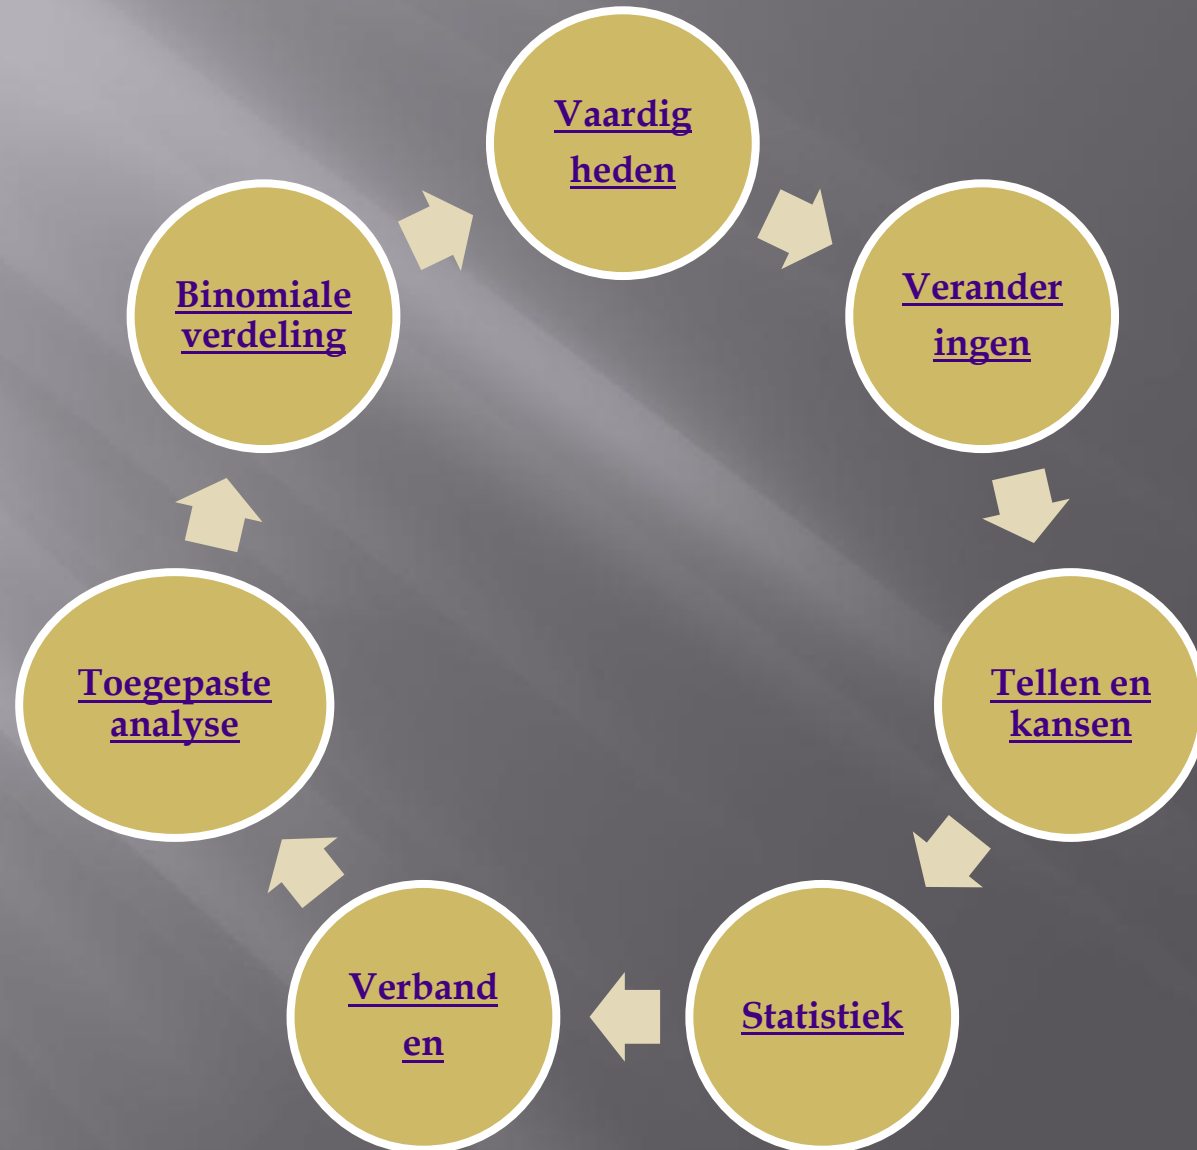 Vaardig
heden
Verander
ingen
Tellen en
kansen
Statistiek
Verband
en
Toegepaste
analyse
Binomiale
verdeling